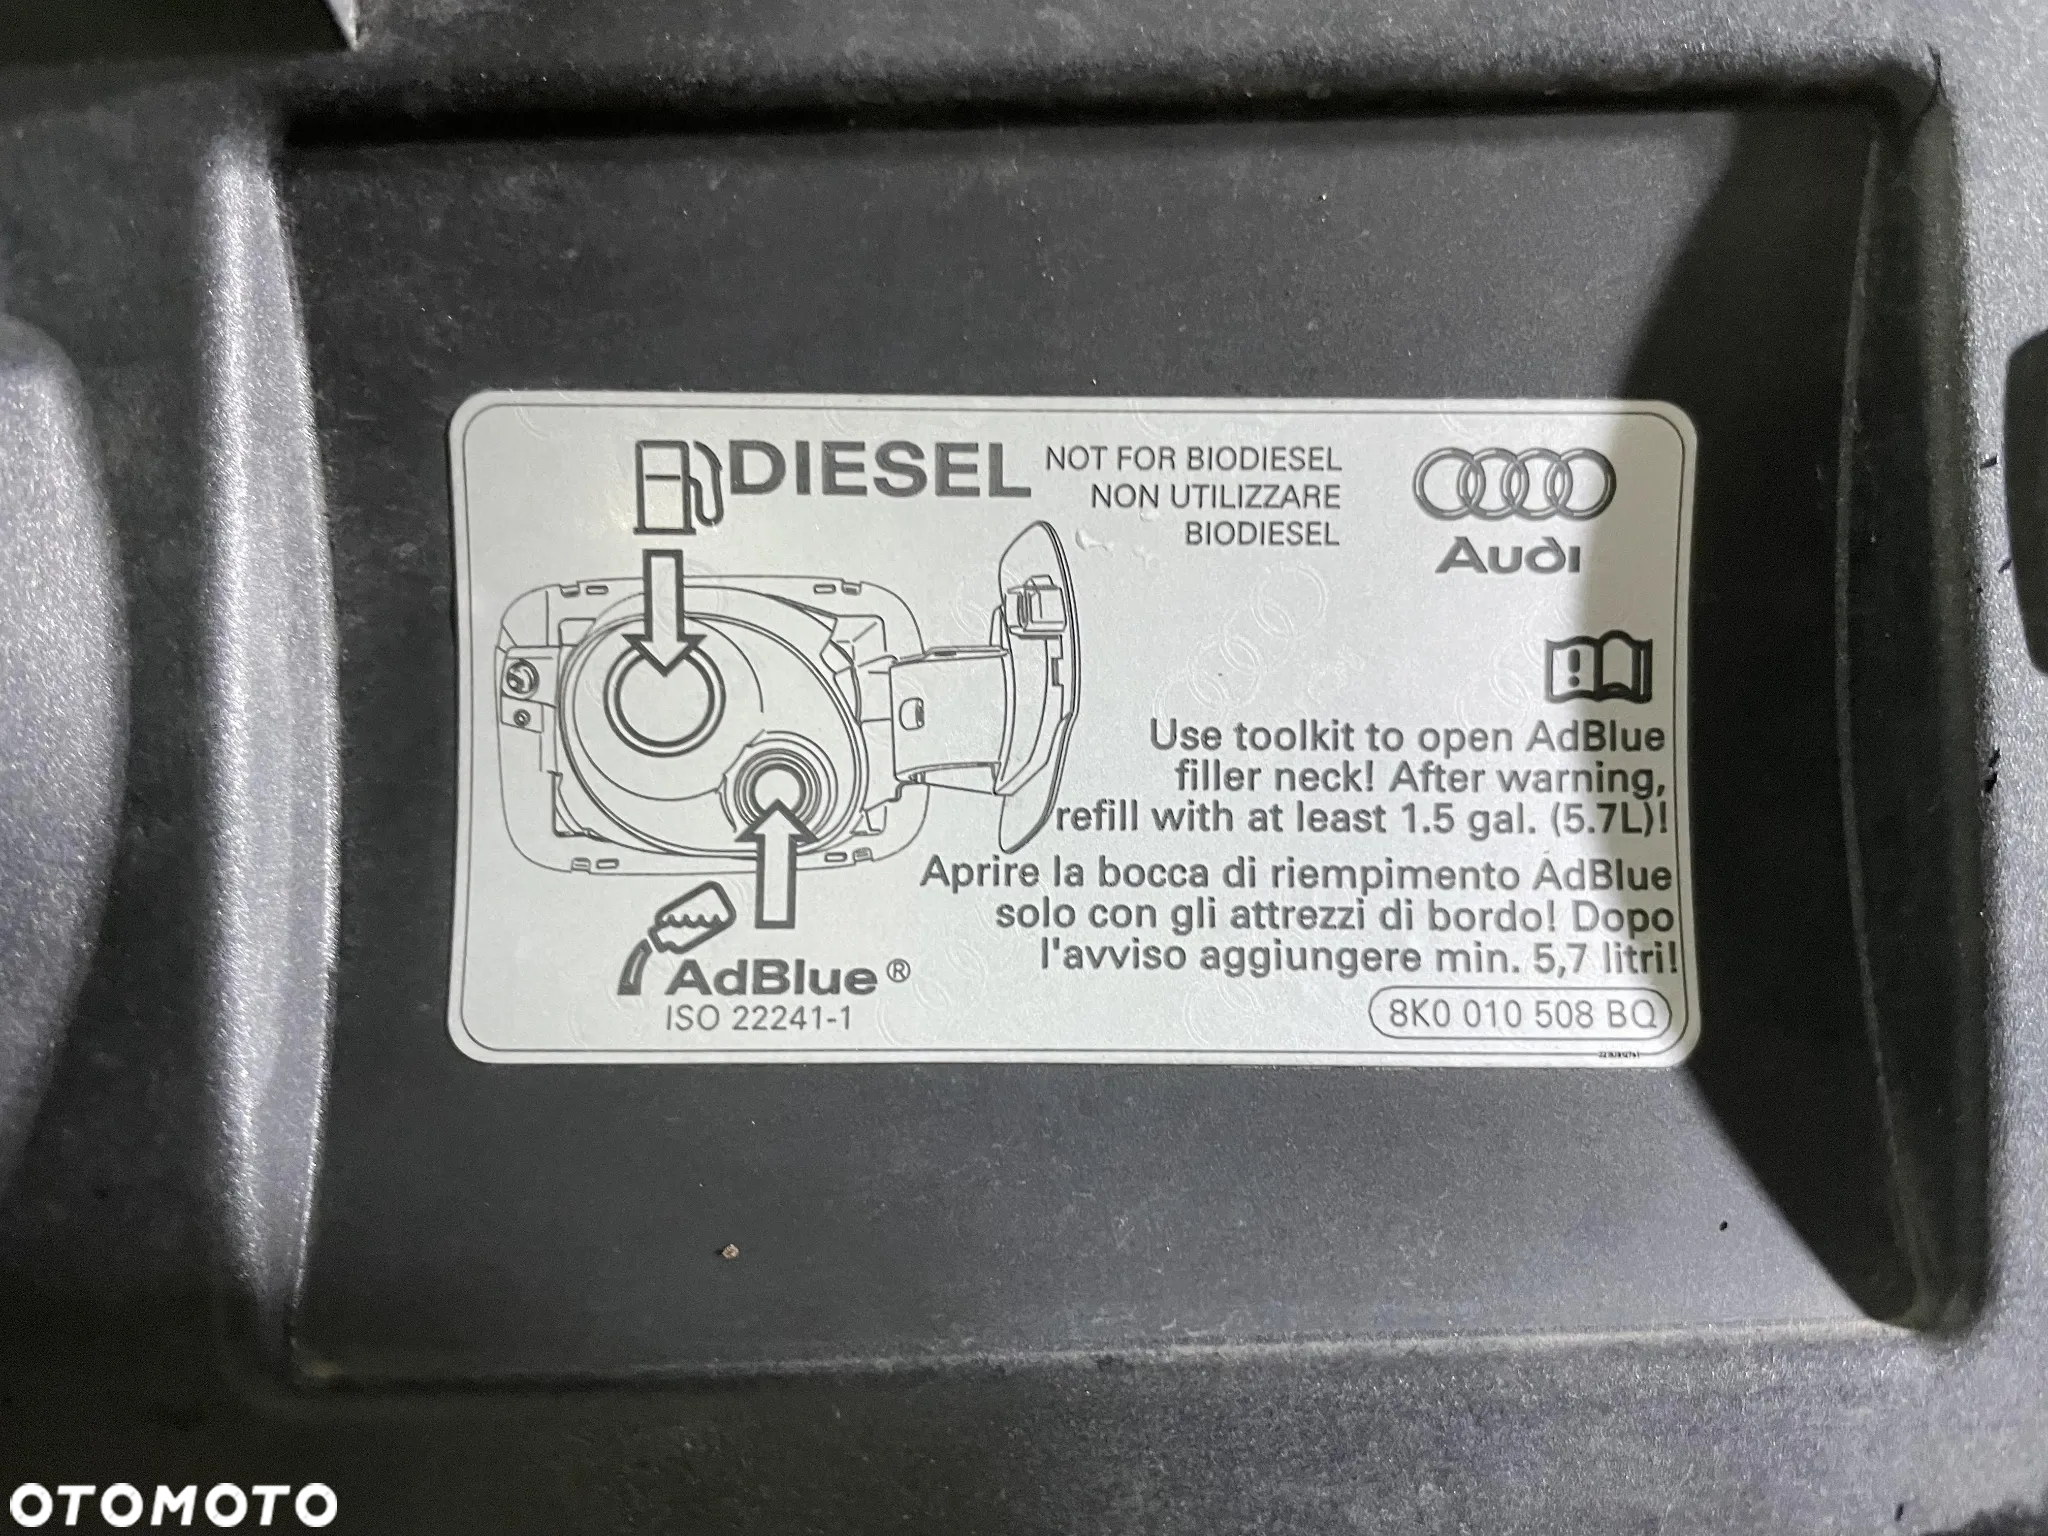 DIESEL
NOT FOR BIODIESEL
NON UTILIZZARE
BIODIESEL
Audi
Use toolkit to open AdBlue
filler neck! After warning,
refill with at least 1.5 gal. (5.7L)!
Aprire la bocca di riempimento AdBlue
solo con gli attrezzi di bordo! Dopo
l'avviso aggiungere min. 5,7 litri!
AdBlue®
ISO 22241-1
8K0 010 508 BQ
OTOMOTO